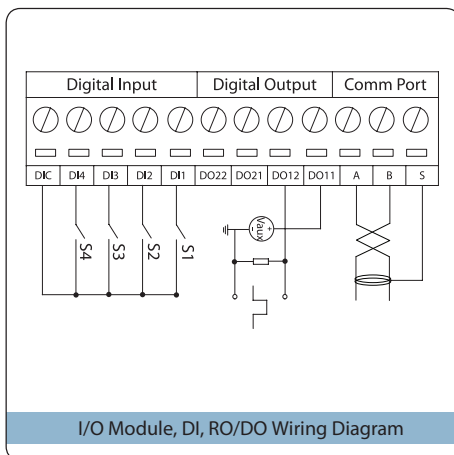 Digital Input Digital Output Comm Port
DIC DI4 DI3 DI2 DI1 DO22 DO21 DO12 DO11 A B S
Vaux
S4 S3 S2 S1
I/O Module, DI, RO/DO Wiring Diagram